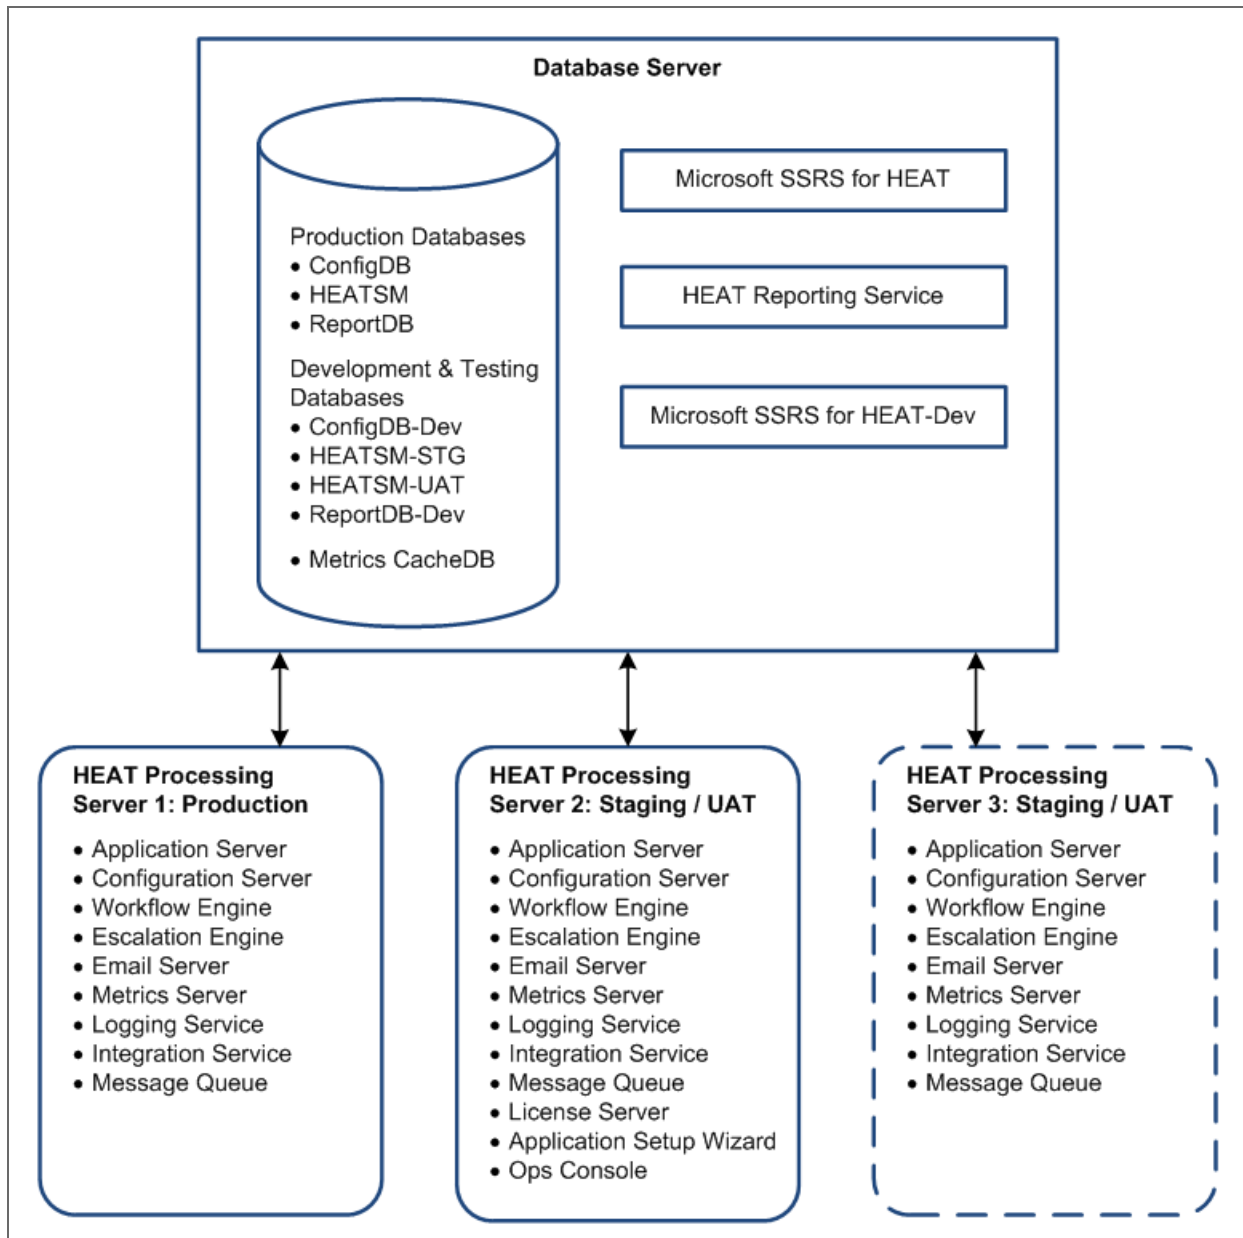 Database Server
Production Databases
• ConfigDB
• HEATSM
• ReportDB
Development & Testing
Databases
• ConfigDB-Dev
• HEATSM-STG
• HEATSM-UAT
• ReportDB-Dev
• Metrics CacheDB
Microsoft SSRS for HEAT
HEAT Reporting Service
Microsoft SSRS for HEAT-Dev
HEAT Processing
Server 1: Production
• Application Server
• Configuration Server
• Workflow Engine
• Escalation Engine
• Email Server
• Metrics Server
• Logging Service
• Integration Service
• Message Queue
HEAT Processing
Server 2: Staging / UAT
• Application Server
• Configuration Server
• Workflow Engine
• Escalation Engine
• Email Server
• Metrics Server
• Logging Service
• Integration Service
• Message Queue
• License Server
• Application Setup Wizard
• Ops Console
HEAT Processing
Server 3: Staging / UAT
• Application Server
• Configuration Server
• Workflow Engine
• Escalation Engine
• Email Server
• Metrics Server
• Logging Service
• Integration Service
• Message Queue